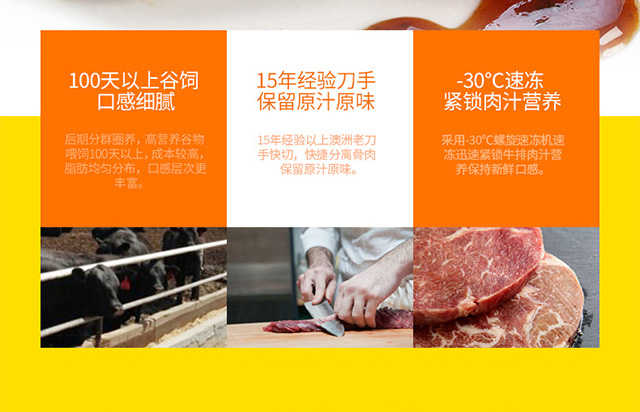 100天以上谷饲
口感细腻
后期分群圈养，高营养谷物
喂饲100天以上，成本较高，
脂肪均匀分布，口感层次更
丰富。
15年经验刀手
保留原汁原味
15年经验以上澳洲老刀
手快切，快捷分离骨肉
保留原汁原味。
-30°C速冻
紧锁肉汁营养
采用-30°C螺旋速冻机速
冻迅速紧锁牛排肉汁营
养保持新鲜口感。